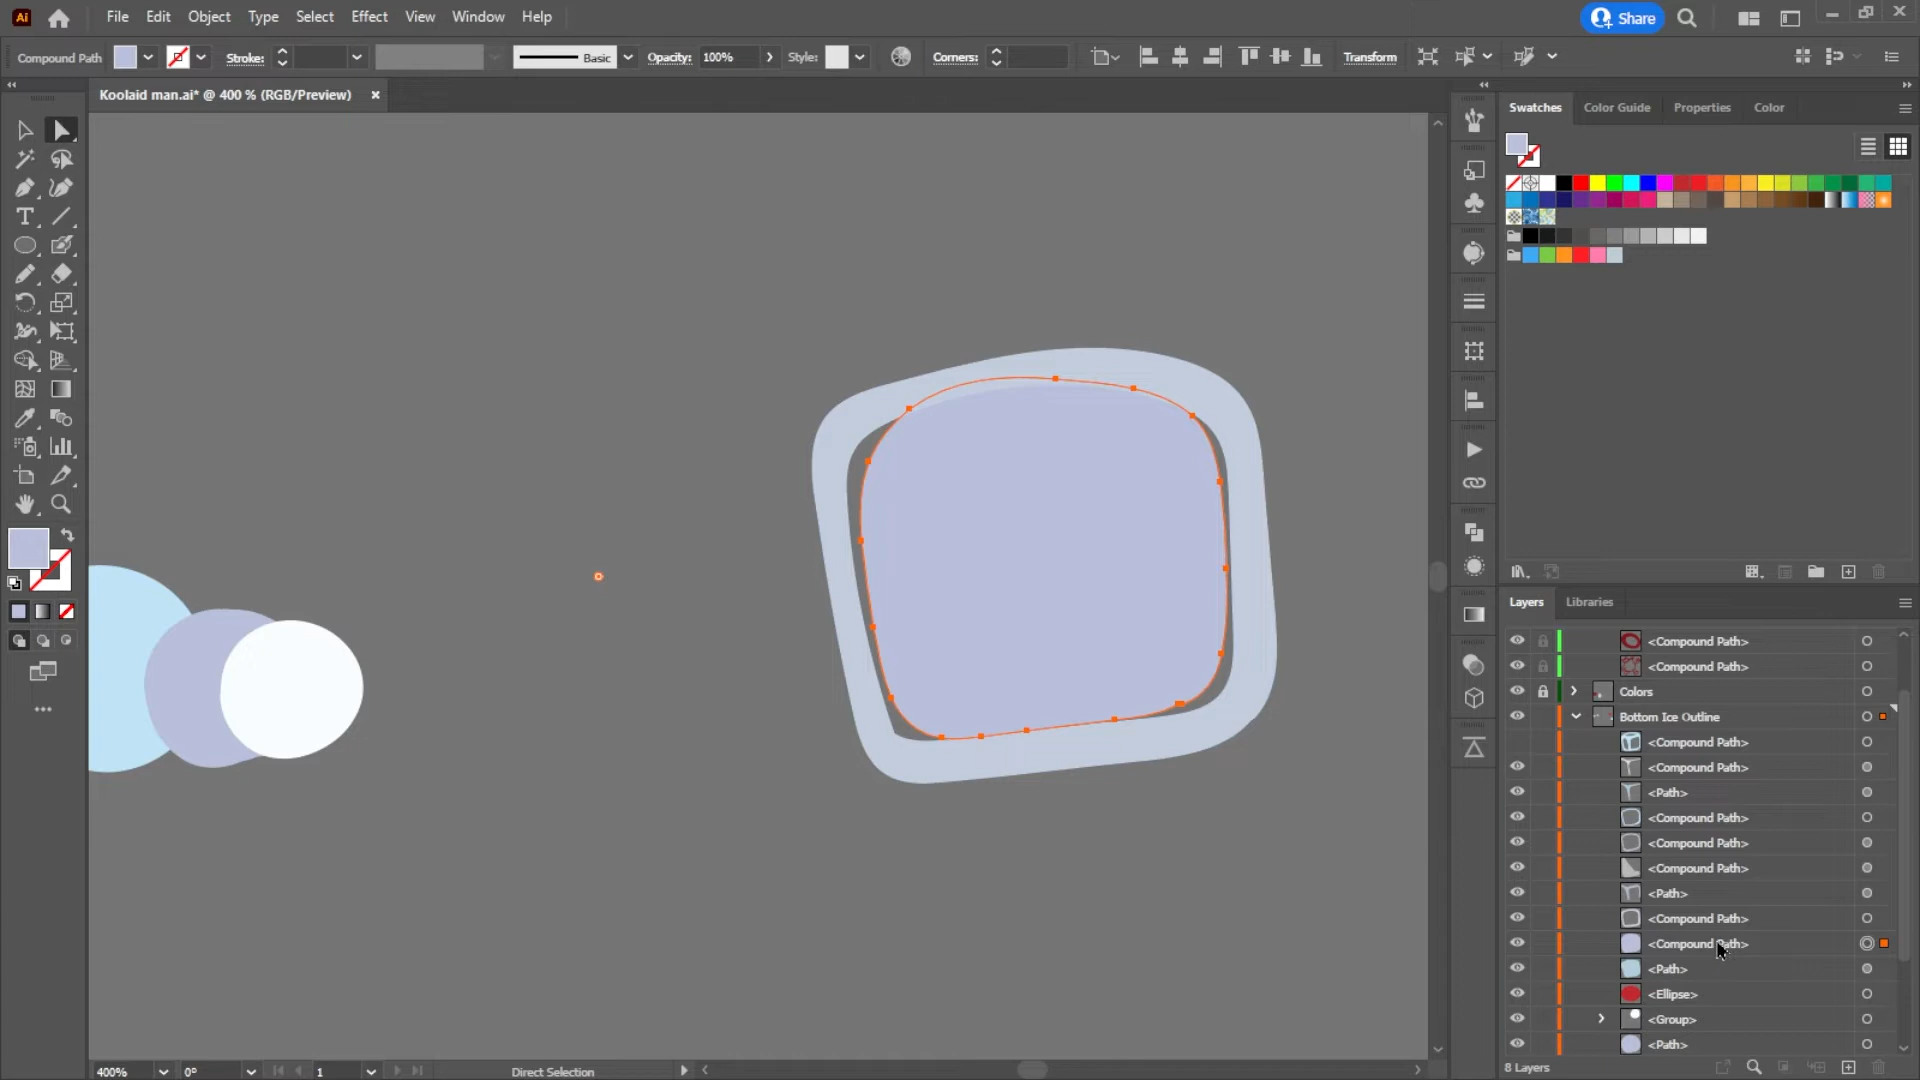 Ai File Edit Object Type Select Effect View Window Help Share
Compound Path Stroke: Basic Opacity: 100% Style: Corners: Transform
Koolaid man.ai* @ 400 % (RGB/Preview)
Swatches Color Guide Properties Color
Layers Libraries
<Compound Path>
<Compound Path>
Colors
Bottom Ice Outline
<Compound Path>
<Compound Path>
<Path>
<Compound Path>
<Compound Path>
<Compound Path>
<Path>
<Compound Path>
<Compound Path>
<Path>
<Ellipse>
<Group>
<Path>
400% 0° 1 Direct Selection 8 Layers